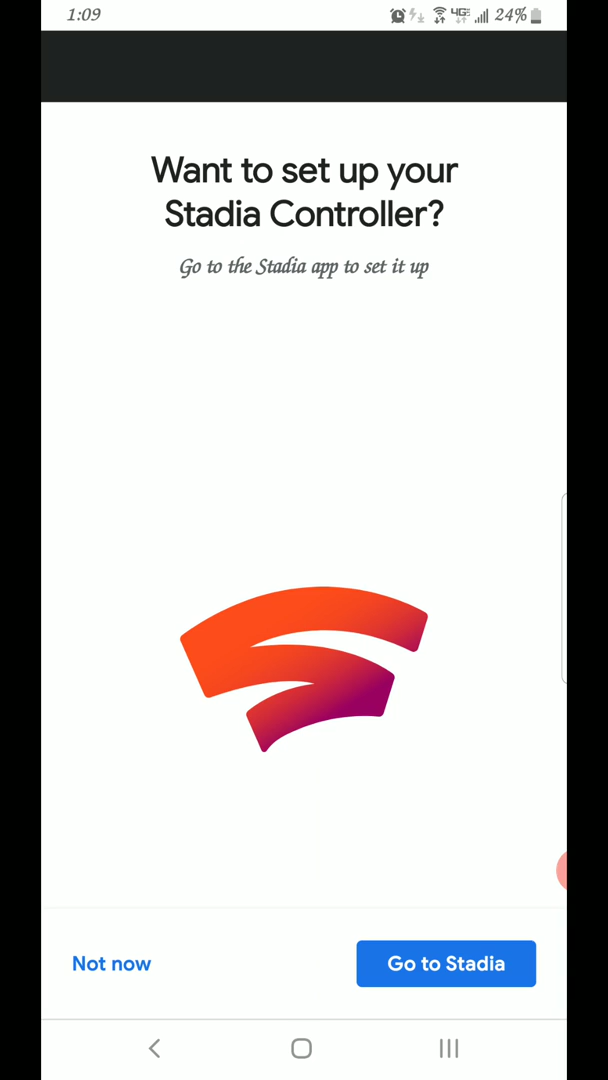 1:09
4G 24%
Want to set up your
Stadia Controller?
Go to the Stadia app to set it up
Not now
Go to Stadia